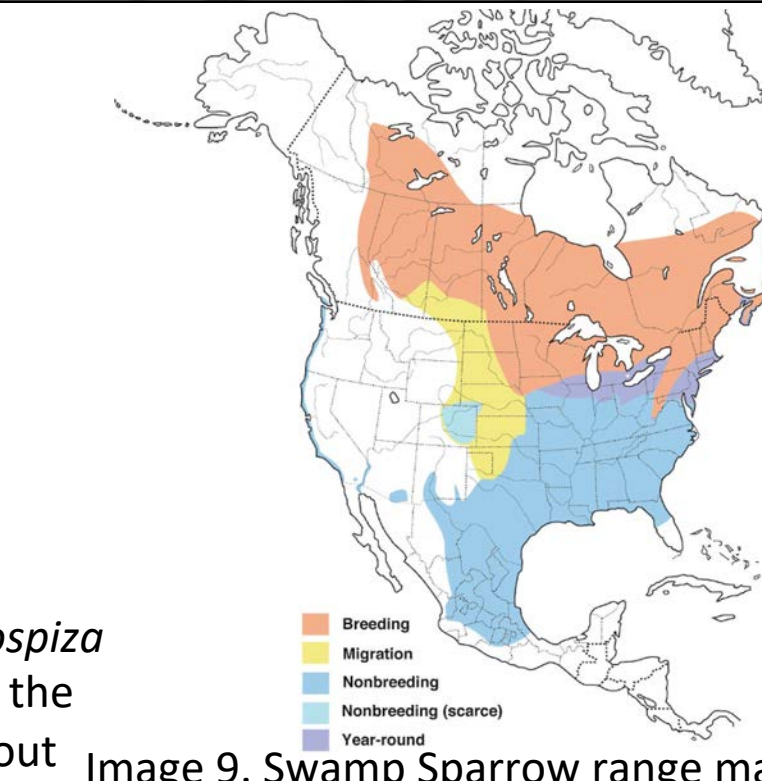 Breeding
Migration
Nonbreeding
Nonbreeding (scarce)
Year-round
ospiza
the
out
Image 9. Swamp Sparrow range ma